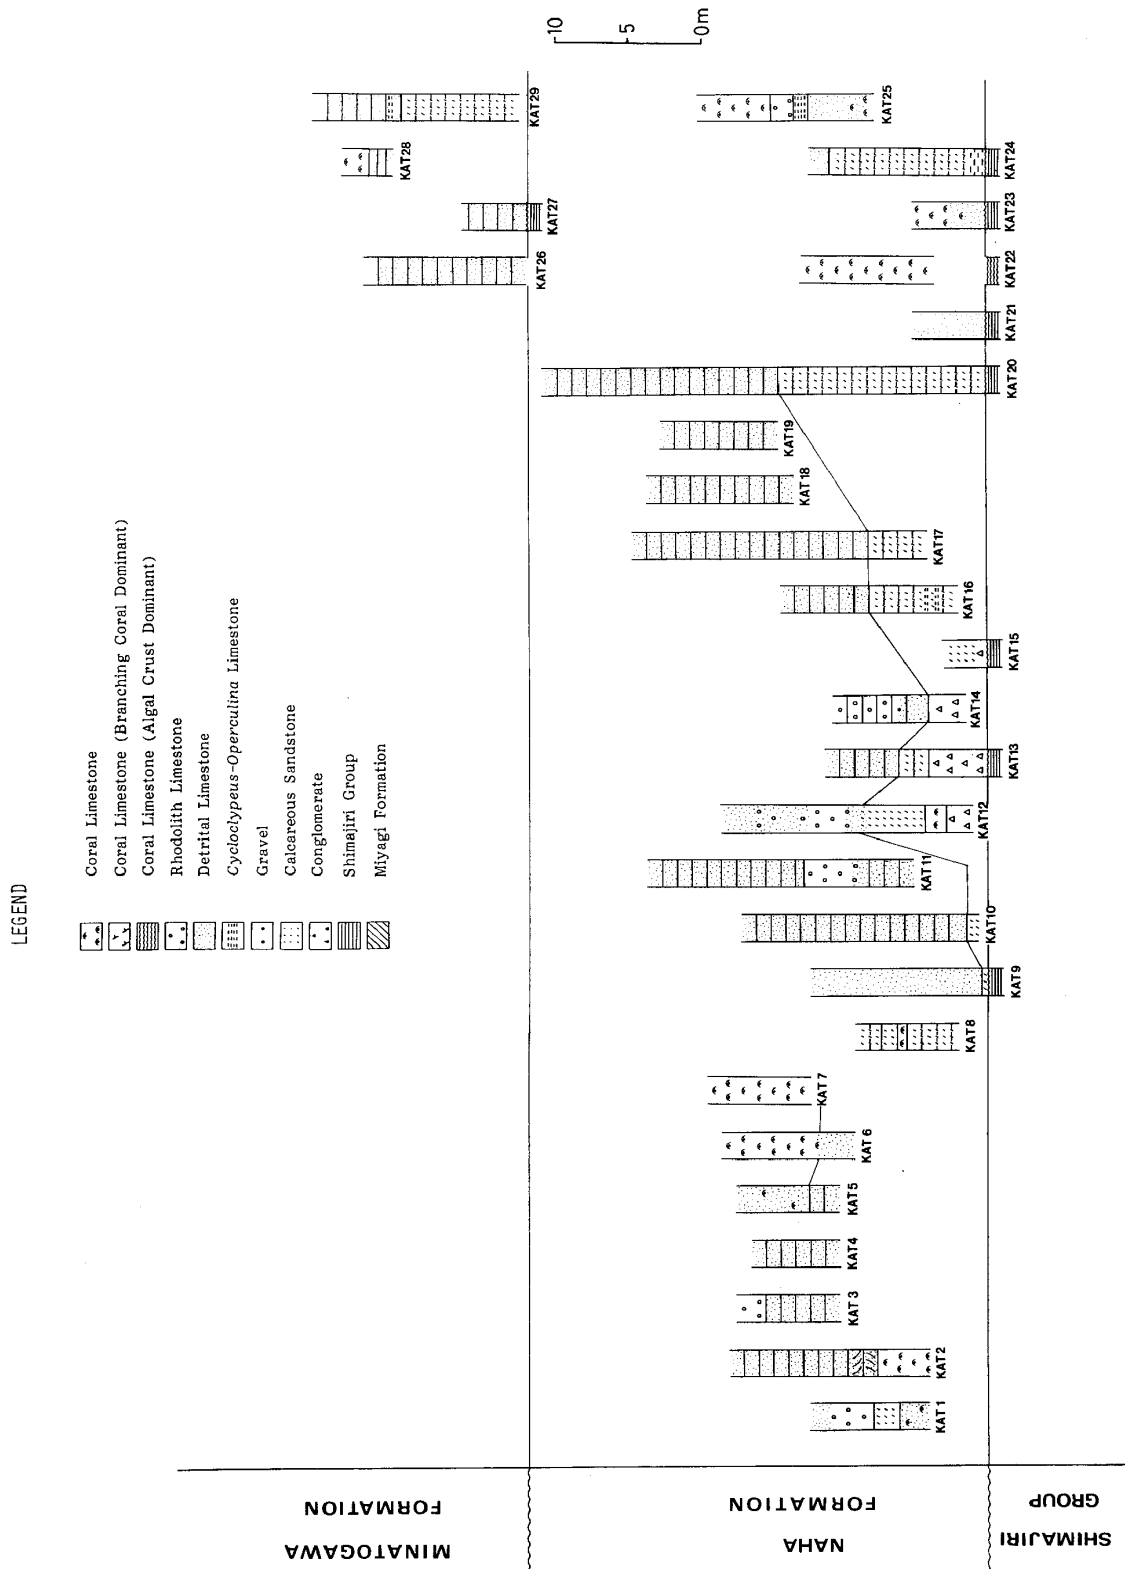 10
5
0m
LEGEND
Coral Limestone
Coral Limestone (Branching Coral Dominant)
Coral Limestone (Algal Crust Dominant)
Rhodolith Limestone
Detrital Limestone
Cycloclypeus-Operculina Limestone
Gravel
Calcareous Sandstone
Conglomerate
Shimajiri Group
Miyagi Formation
MINATOGAWA
FORMATION
NAHA
FORMATION
SHIMAJIRI
GROUP
KAT1
KAT2
KAT3
KAT4
KAT5
KAT6
KAT7
KAT8
KAT9
KAT10
KAT11
KAT12
KAT13
KAT14
KAT15
KAT16
KAT17
KAT18
KAT19
KAT20
KAT21
KAT22
KAT23
KAT24
KAT25
KAT26
KAT27
KAT28
KAT29